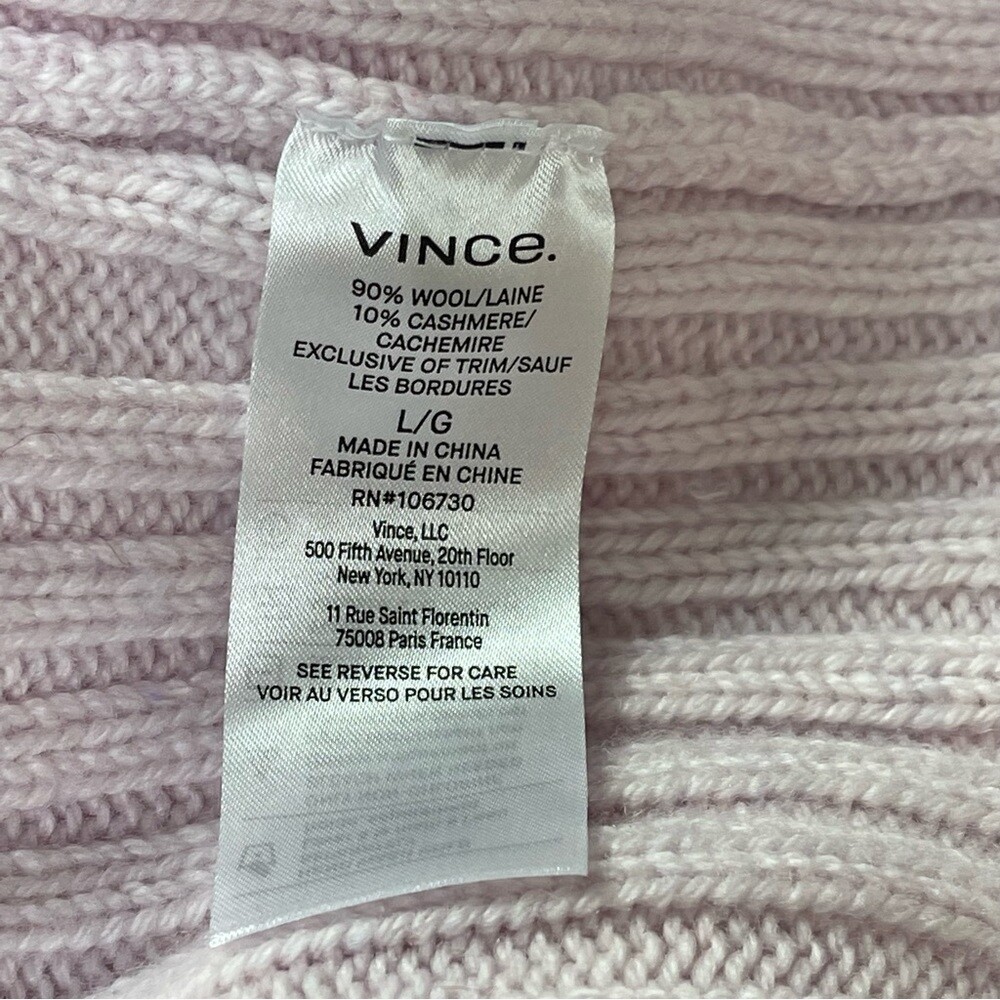 VINCe.
90% WOOL/LAINE
10% CASHMERE/
CACHEMIRE
EXCLUSIVE OF TRIM/SAUF
LES BORDURES
L/G
MADE IN CHINA
FABRIQUÉ EN CHINE
RN#106730
Vince, LLC
500 Fifth Avenue, 20th Floor
New York, NY 10110
11 Rue Saint Florentin
75008 Paris France
SEE REVERSE FOR CARE
VOIR AU VERSO POUR LES SOINS